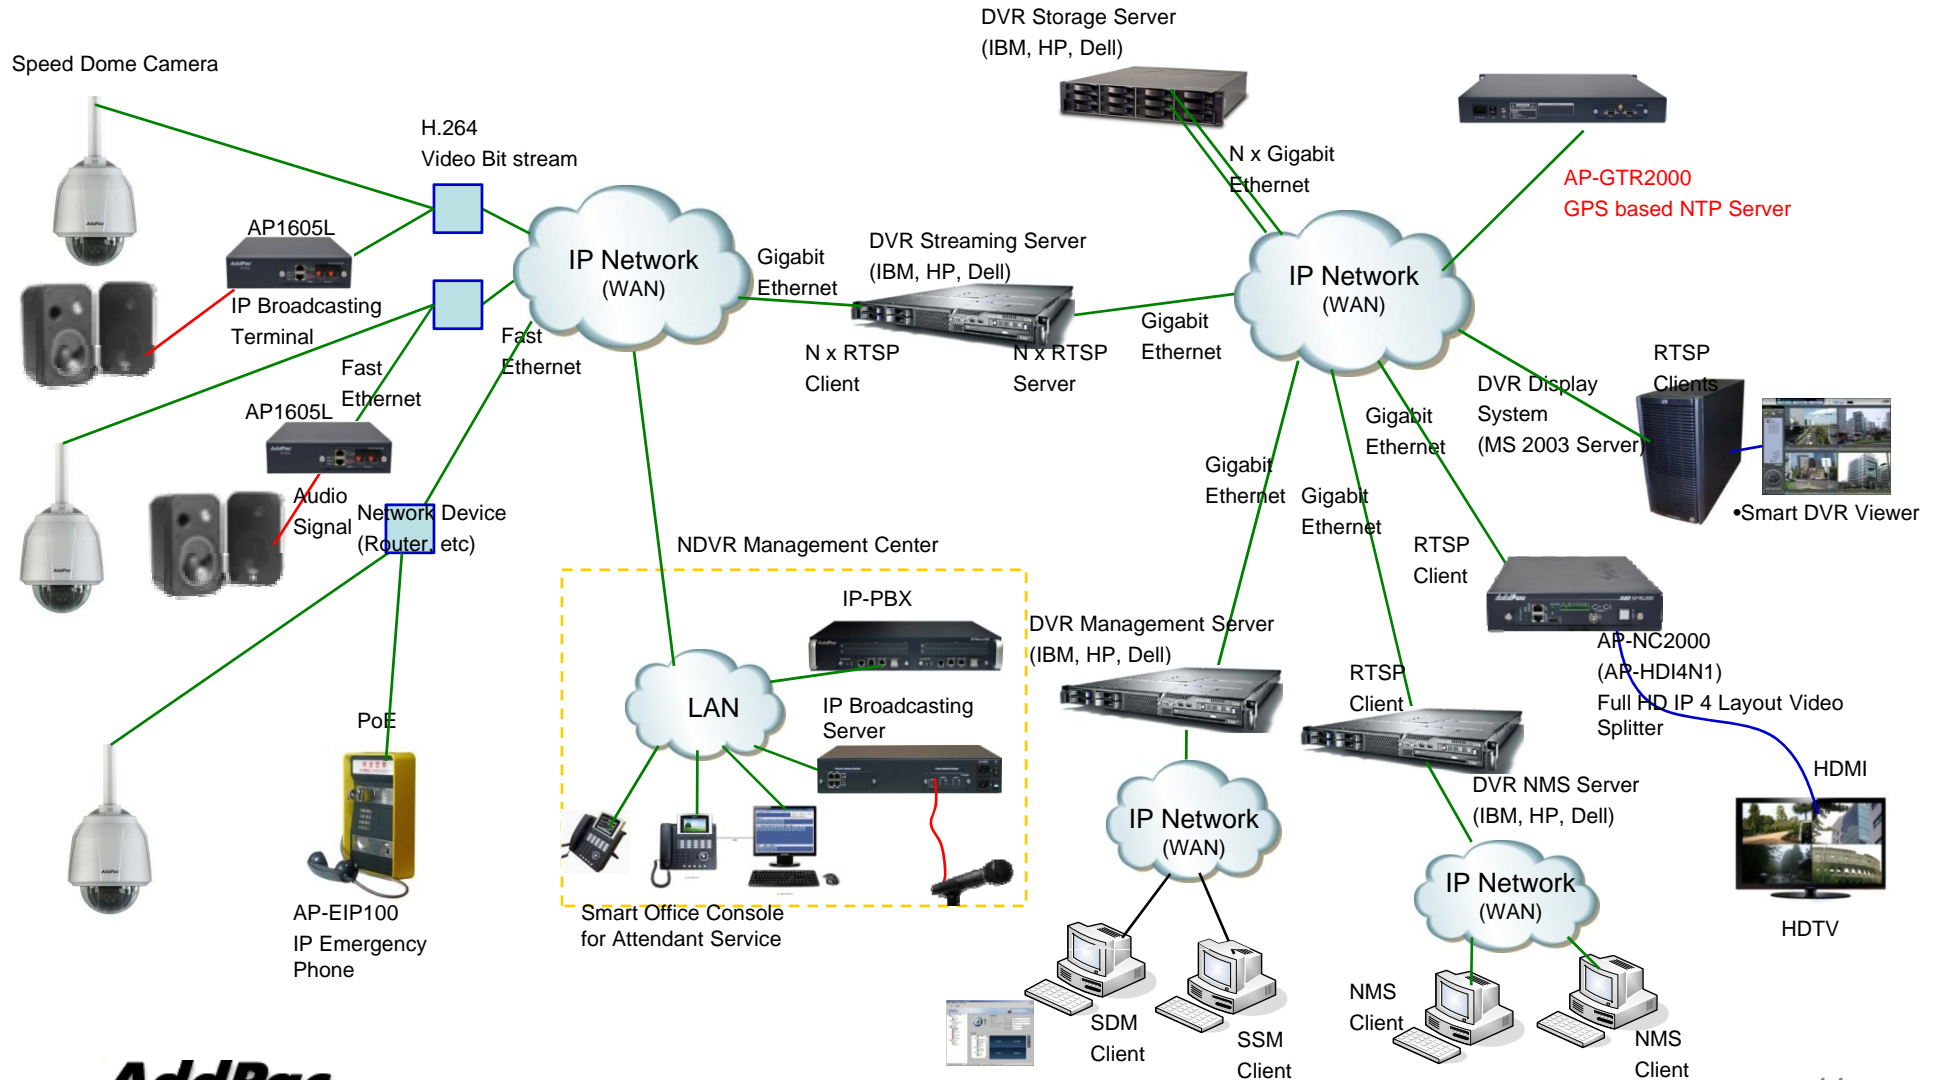 DVR Storage Server
(IBM, HP, Dell)
Speed Dome Camera
H.264
Video Bit stream
N x Gigabit
Ethernet
AP-GTR2000
GPS based NTP Server
AP1605L
IP Broadcasting
Terminal
IP Network
(WAN)
Gigabit
Ethernet
DVR Streaming Server
(IBM, HP, Dell)
N x RTSP
Client
N x RTSP
Server
Gigabit
Ethernet
IP Network
(WAN)
Fast
Ethernet
Fast
Ethernet
AP1605L
Audio
Signal
Network Device
(Router, etc)
RTSP
Clients
DVR Display
System
(MS 2003 Server)
•Smart DVR Viewer
Gigabit
Ethernet
Gigabit
Ethernet
Gigabit
Ethernet
RTSP
Client
NDVR Management Center
IP-PBX
LAN
IP Broadcasting
Server
Smart Office Console
for Attendant Service
PoE
AP-EIP100
IP Emergency
Phone
DVR Management Server
(IBM, HP, Dell)
RTSP
Client
AP-NC2000
(AP-HDI4N1)
Full HD IP 4 Layout Video
Splitter
HDMI
HDTV
DVR NMS Server
(IBM, HP, Dell)
IP Network
(WAN)
IP Network
(WAN)
SDM
Client
SSM
Client
NMS
Client
NMS
Client
AddPac